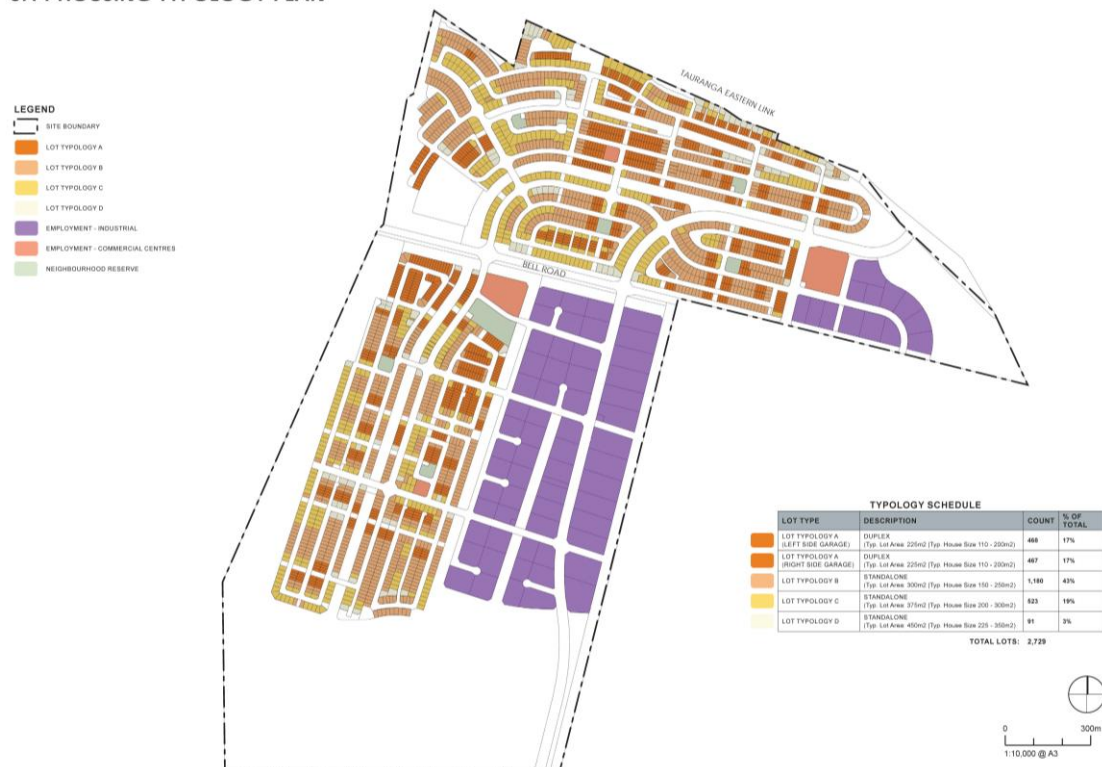 LEGEND
SITE BOUNDARY
LOT TYPOLOGY A
LOT TYPOLOGY B
LOT TYPOLOGY C
LOT TYPOLOGY D
EMPLOYMENT - INDUSTRIAL
EMPLOYMENT - COMMERCIAL CENTRES
NEIGHBOURHOOD RESERVE
TAURANGA EASTERN LINK
BELL ROAD
TYPOLOGY SCHEDULE
LOT TYPE DESCRIPTION COUNT % OF TOTAL
LOT TYPOLOGY A (LEFT SIDE GARAGE) DUPLEX (Typ. Lot Area: 225m2 (Typ. House Size 110 - 200m2) 468 17%
LOT TYPOLOGY A (RIGHT SIDE GARAGE) DUPLEX (Typ. Lot Area: 225m2 (Typ. House Size 110 - 200m2) 467 17%
LOT TYPOLOGY B STANDALONE (Typ. Lot Area: 300m2 (Typ. House Size 150 - 250m2) 1,180 43%
LOT TYPOLOGY C STANDALONE (Typ. Lot Area: 375m2 (Typ. House Size 200 - 300m2) 523 19%
LOT TYPOLOGY D STANDALONE (Typ. Lot Area: 450m2 (Typ. House Size 225 - 350m2) 91 3%
TOTAL LOTS: 2,729
0 300m
1:10,000 @ A3